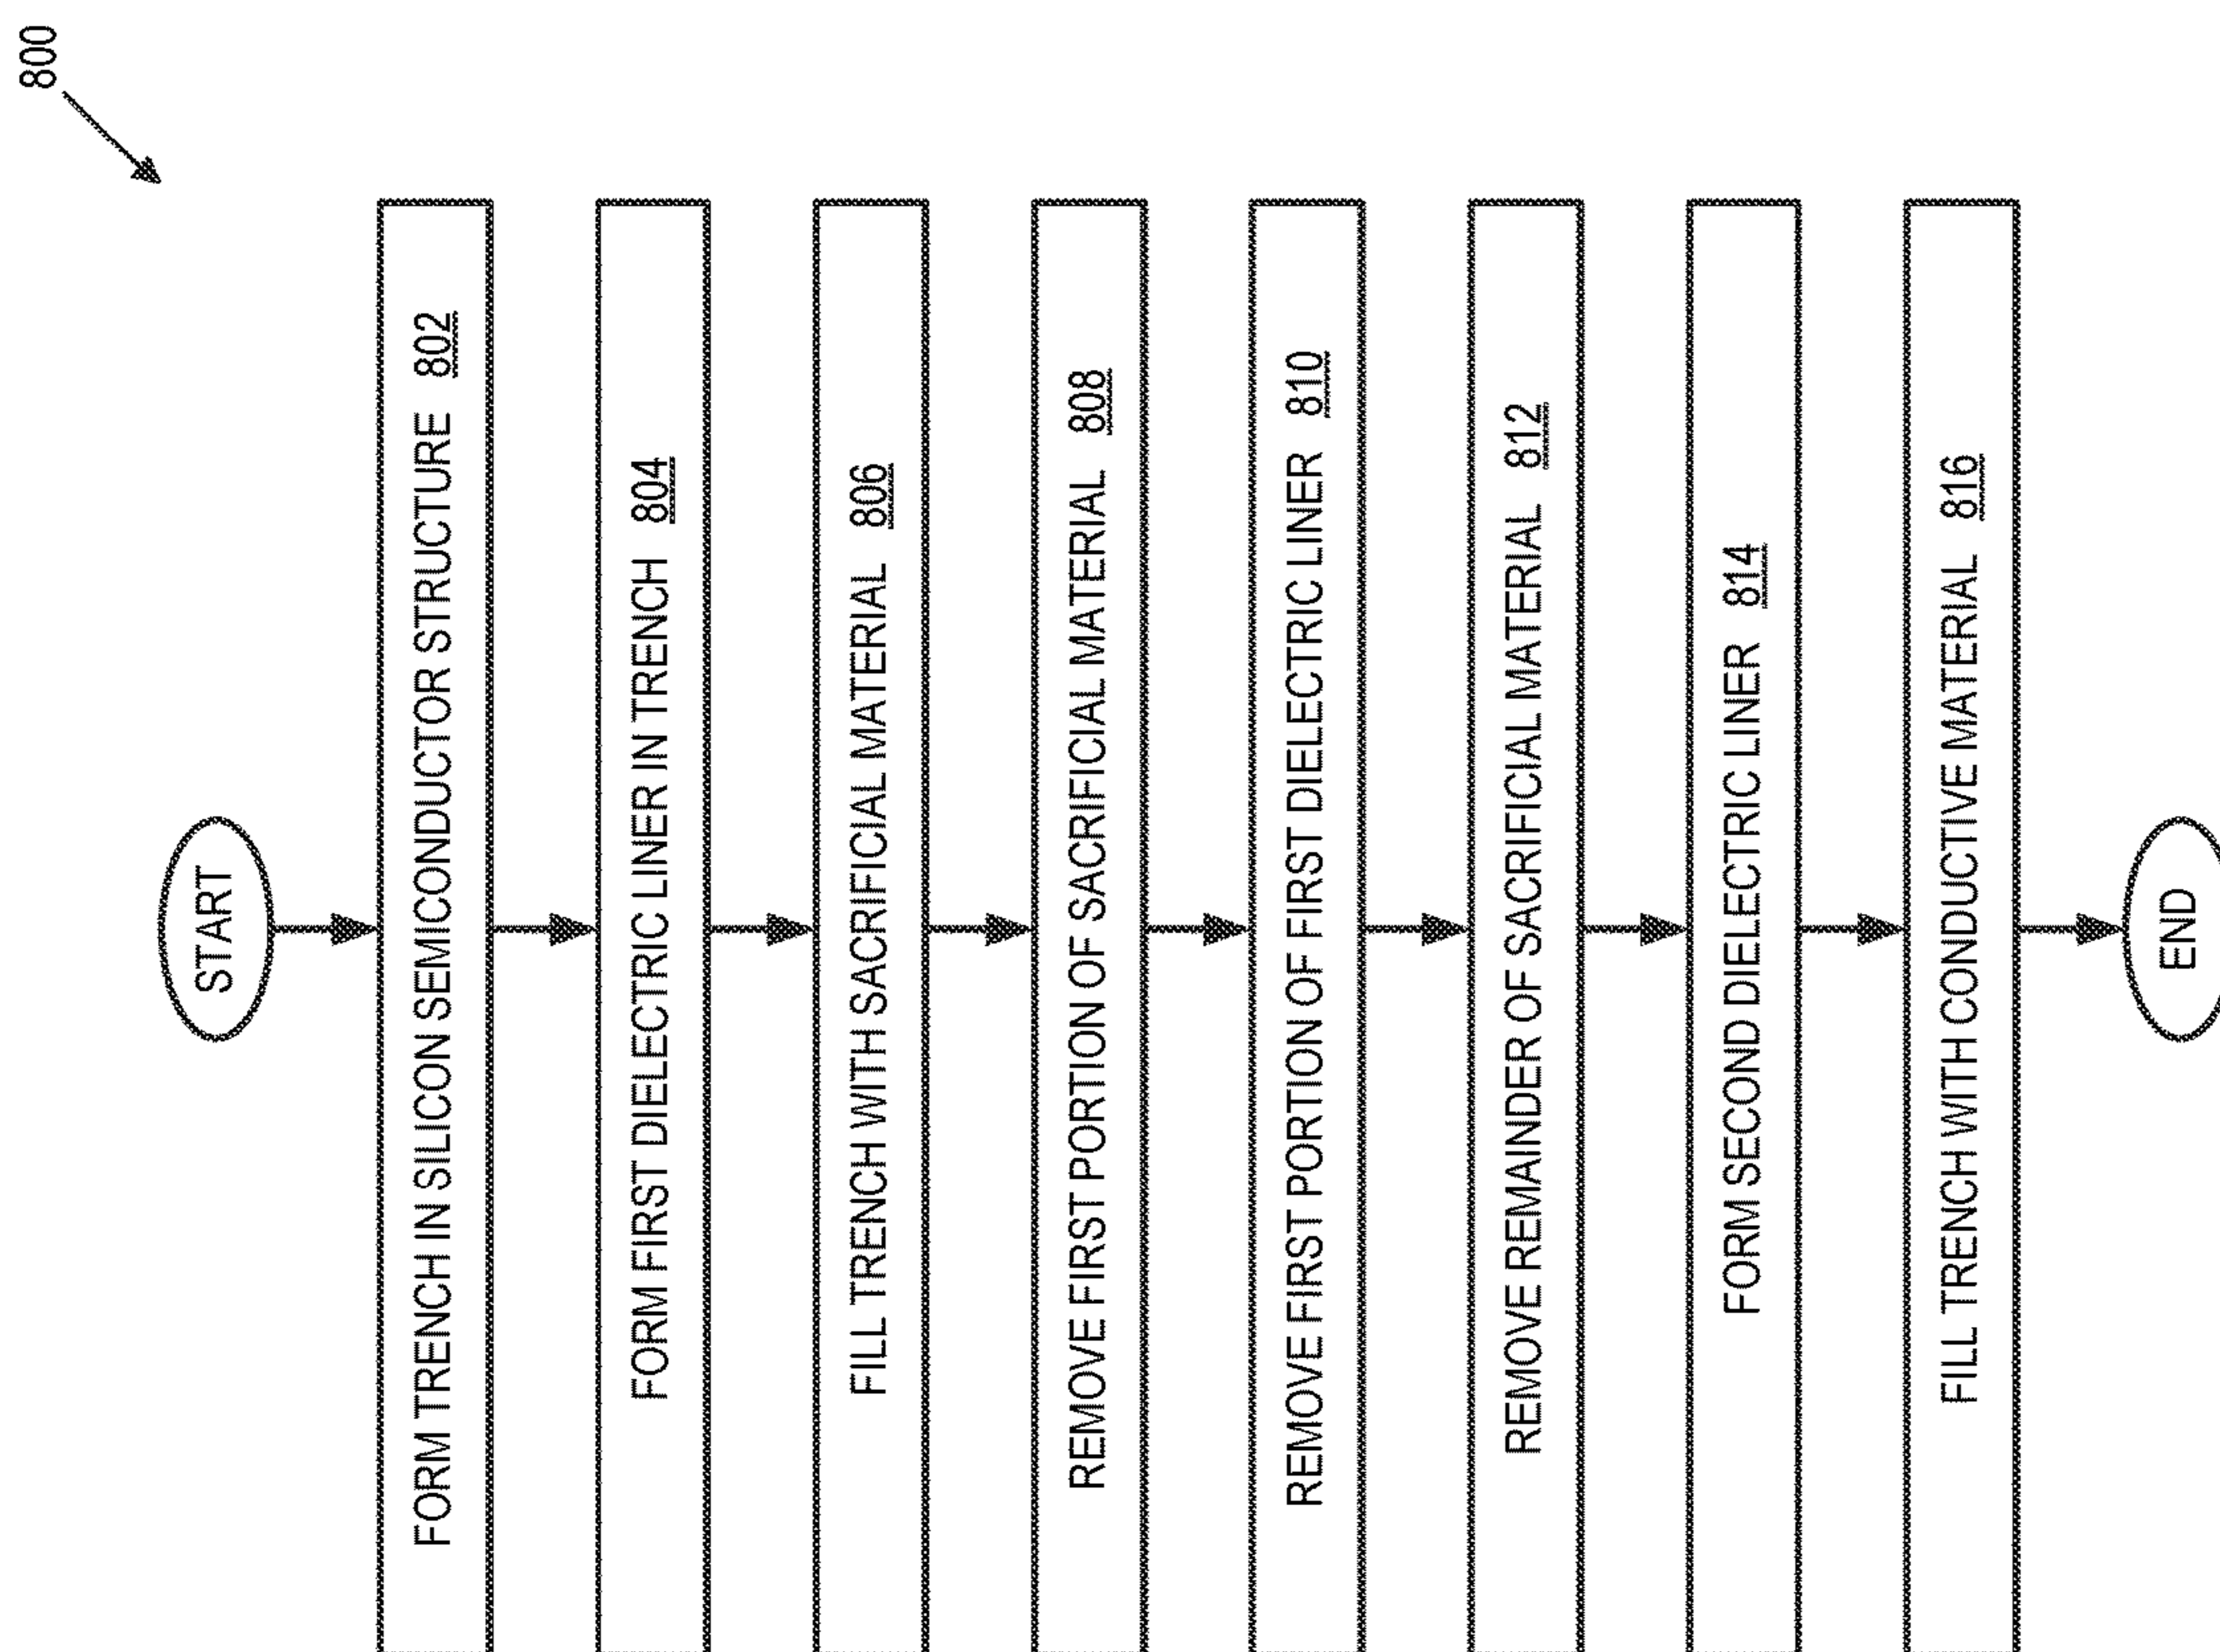 800
START
FORM TRENCH IN SILICON SEMICONDUCTOR STRUCTURE 802
FORM FIRST DIELECTRIC LINER IN TRENCH 804
FILL TRENCH WITH SACRIFICIAL MATERIAL 806
REMOVE FIRST PORTION OF SACRIFICIAL MATERIAL 808
REMOVE FIRST PORTION OF FIRST DIELECTRIC LINER 810
REMOVE REMAINDER OF SACRIFICIAL MATERIAL 812
FORM SECOND DIELECTRIC LINER 814
FILL TRENCH WITH CONDUCTIVE MATERIAL 816
END